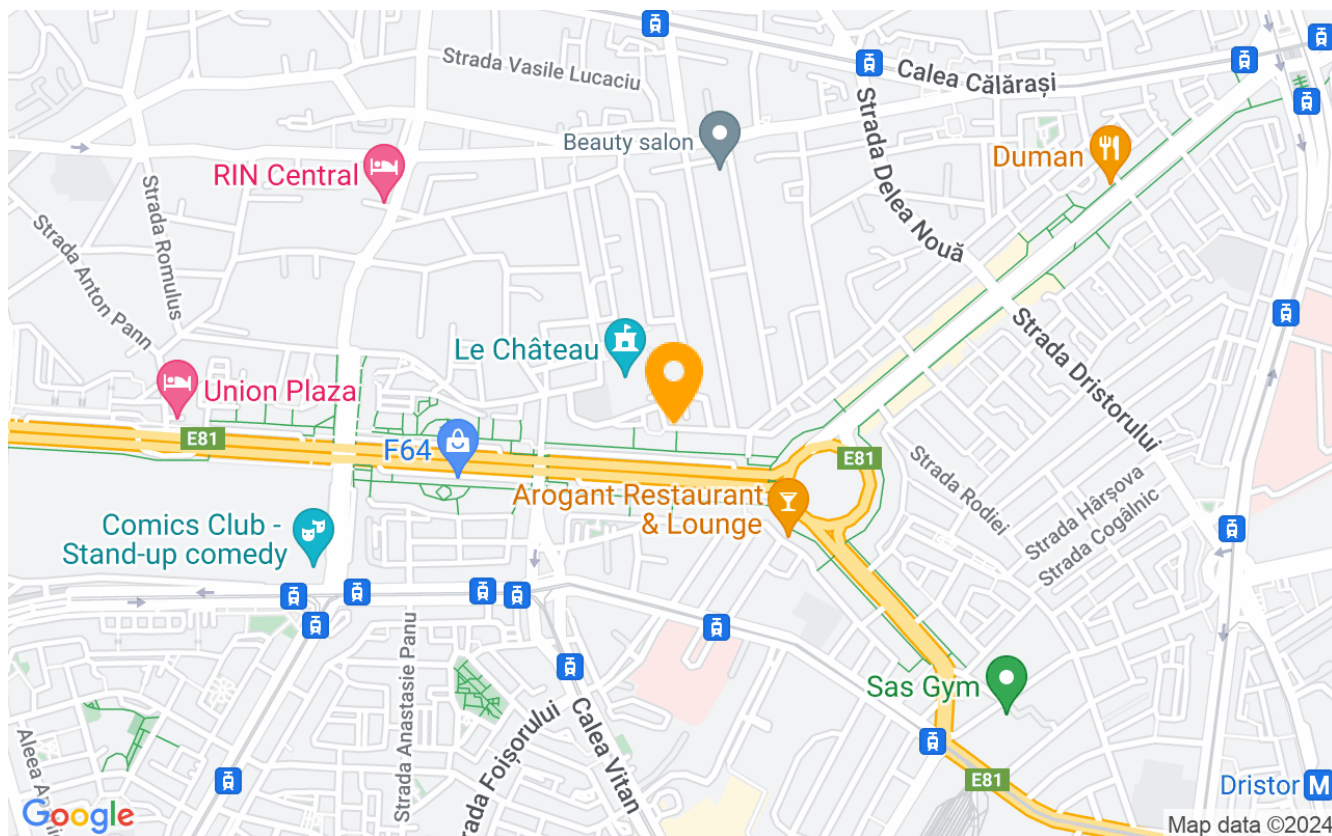 Strada Vasile Lucaciu
Calea Călărași
Beauty salon
Duman
RIN Central
Strada Delea Nouă
Strada Romulus
Strada Anton Pann
Strada Dristorului
Le Château
Union Plaza
E81
F64
E81
Strada Rodiei
Strada Hârșova
Strada Cogâlnic
Arogant Restaurant
& Lounge
Comics Club -
Stand-up comedy
Strada Anastasie Panu
Sas Gym
Calea Vitan
Strada Foișorului
Aleea
E81
Dristor M
Google
Map data ©2024